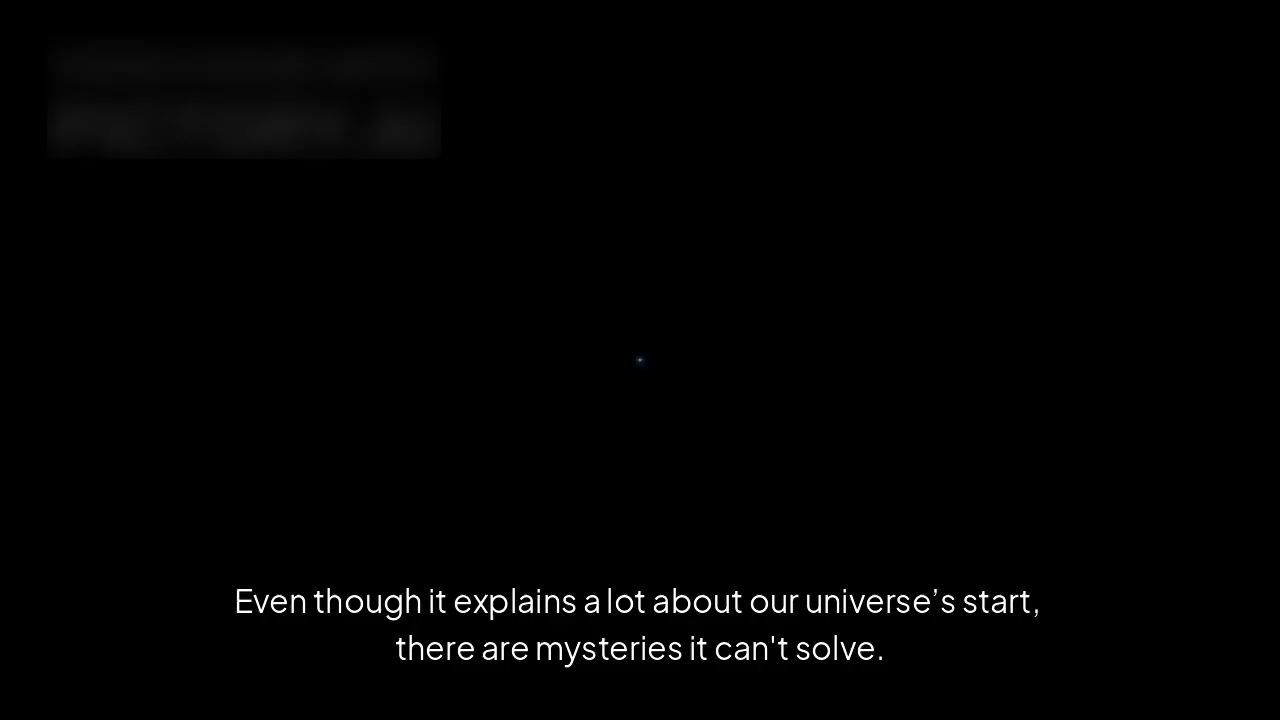 Even though it explains a lot about our universe’s start,
there are mysteries it can't solve.